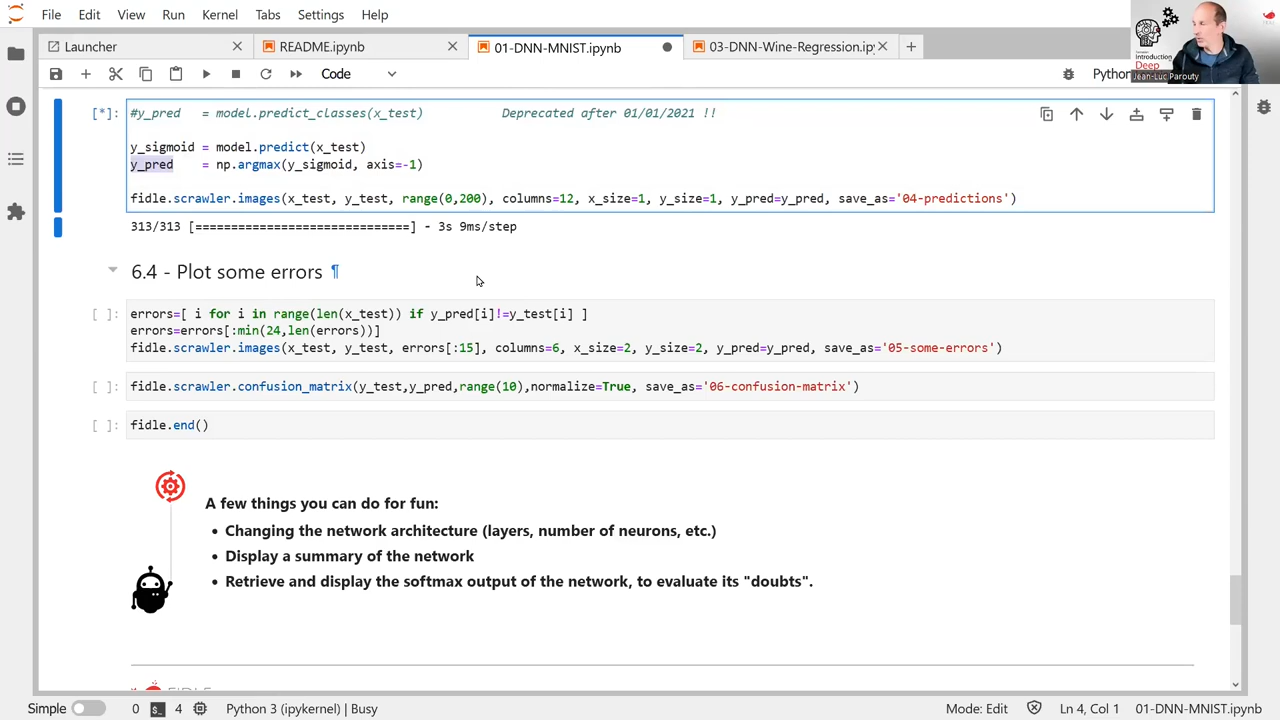 File Edit View Run Kernel Tabs Settings Help
Launcher README.ipynb 01-DNN-MNIST.ipynb 03-DNN-Wine-Regression.ip
Introduction
Deep
Jean-Luc Parouty
Code Python
[*]: #y_pred = model.predict_classes(x_test) Deprecated after 01/01/2021 !!
y_sigmoid = model.predict(x_test)
y_pred = np.argmax(y_sigmoid, axis=-1)
fidle.scrawler.images(x_test, y_test, range(0,200), columns=12, x_size=1, y_size=1, y_pred=y_pred, save_as='04-predictions')
313/313 [==============================] - 3s 9ms/step
6.4 - Plot some errors ¶
[ ]: errors=[ i for i in range(len(x_test)) if y_pred[i]!=y_test[i] ]
errors=errors[:min(24,len(errors))]
fidle.scrawler.images(x_test, y_test, errors[:15], columns=6, x_size=2, y_size=2, y_pred=y_pred, save_as='05-some-errors')
[ ]: fidle.scrawler.confusion_matrix(y_test,y_pred,range(10),normalize=True, save_as='06-confusion-matrix')
[ ]: fidle.end()
A few things you can do for fun:
• Changing the network architecture (layers, number of neurons, etc.)
• Display a summary of the network
• Retrieve and display the softmax output of the network, to evaluate its "doubts".
FIDLE
Simple 0 4 Python 3 (ipykernel) | Busy Mode: Edit Ln 4, Col 1 01-DNN-MNIST.ipynb